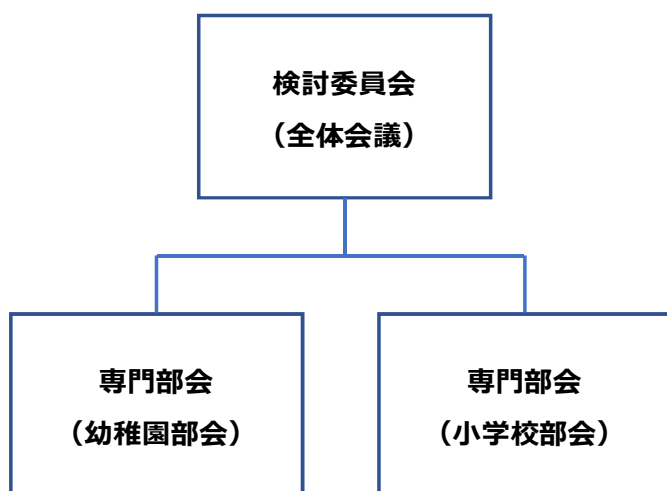 検討委員会
（全体会議）
専門部会
（幼稚園部会）
専門部会
（小学校部会）